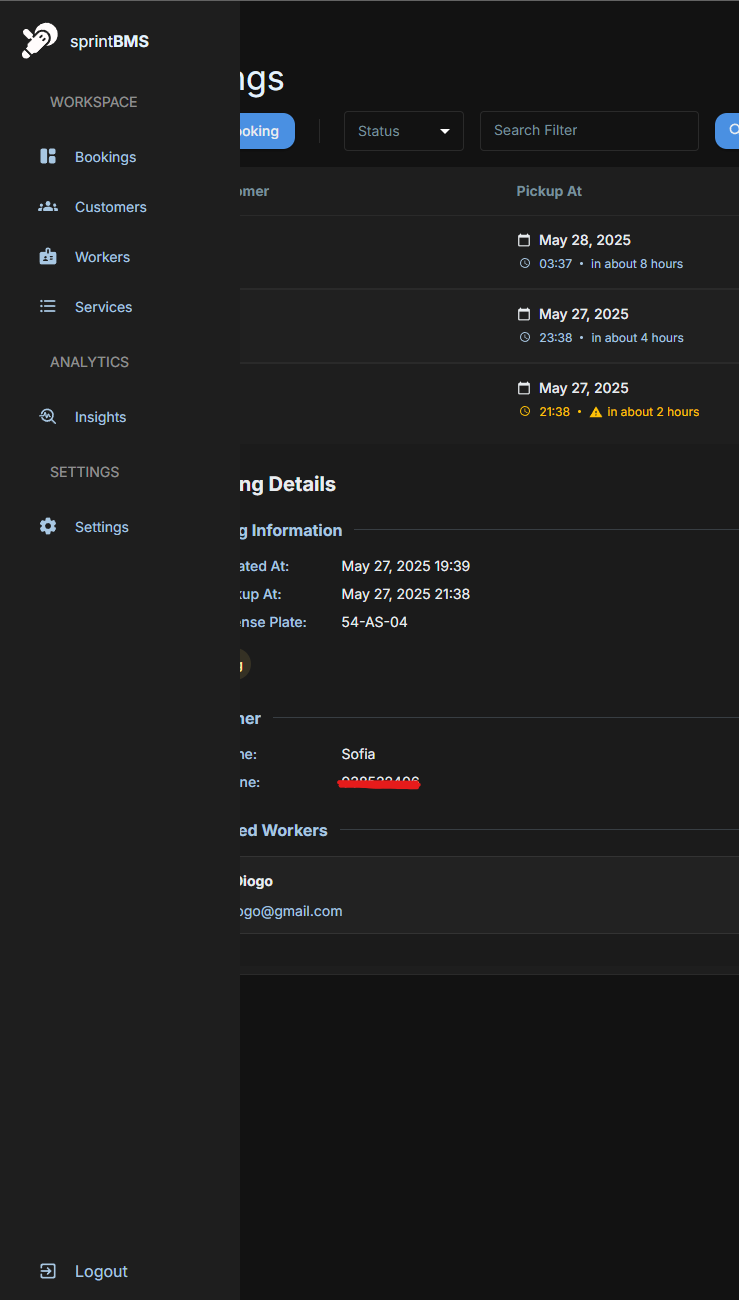 sprintBMS
WORKSPACE
Bookings
Customers
Workers
Services
ANALYTICS
Insights
SETTINGS
Settings
Logout
ngs
ooking
Status
Search Filter
omer
Pickup At
May 28, 2025
03:37 • in about 8 hours
May 27, 2025
23:38 • in about 4 hours
May 27, 2025
21:38 • in about 2 hours
ng Details
g Information
ated At: May 27, 2025 19:39
kup At: May 27, 2025 21:38
ense Plate: 54-AS-04
g
ner
ne: Sofia
ne:
ed Workers
Diogo
ogo@gmail.com